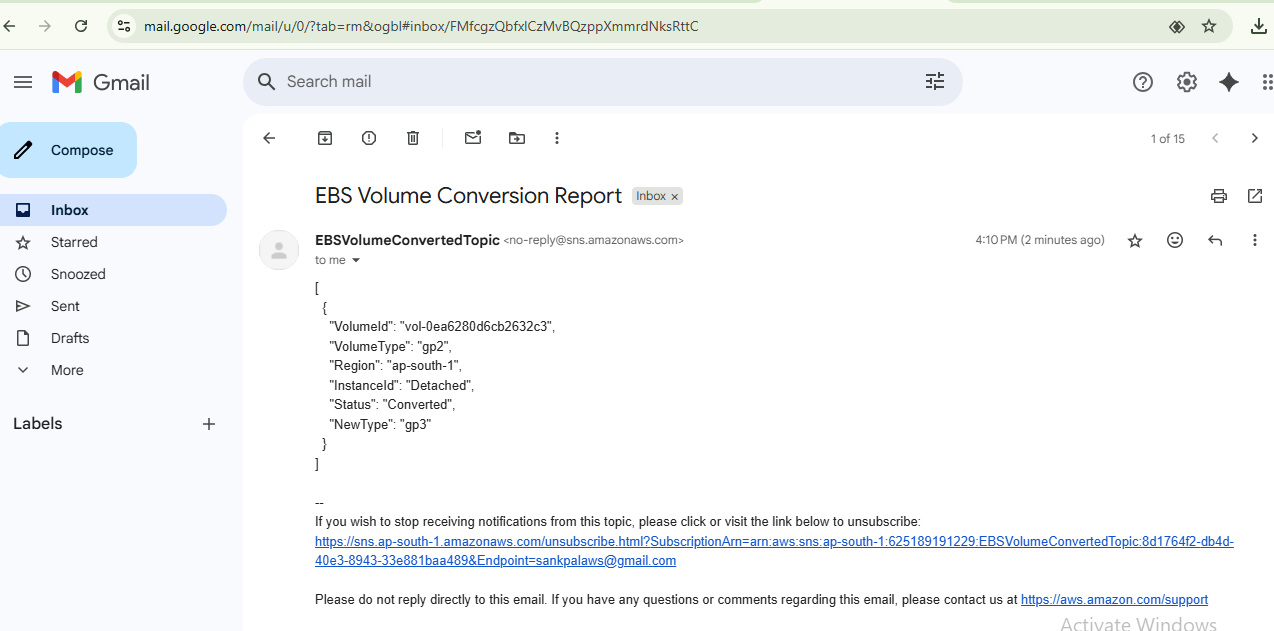 mail.google.com/mail/u/0/?tab=rm&ogbl#inbox/FMfcgzQbfxlCzMvBQzppXmmrdNksRttC
Gmail
Search mail
Compose
1 of 15
Inbox
Starred
Snoozed
Sent
Drafts
More
Labels
EBS Volume Conversion Report Inbox ×
EBSVolumeConvertedTopic <no-reply@sns.amazonaws.com>
4:10 PM (2 minutes ago)
to me
[
{
"VolumeId": "vol-0ea6280d6cb2632c3",
"VolumeType": "gp2",
"Region": "ap-south-1",
"InstanceId": "Detached",
"Status": "Converted",
"NewType": "gp3"
}
]
--
If you wish to stop receiving notifications from this topic, please click or visit the link below to unsubscribe:
https://sns.ap-south-1.amazonaws.com/unsubscribe.html?SubscriptionArn=arn:aws:sns:ap-south-1:625189191229:EBSVolumeConvertedTopic:8d1764f2-db4d-
40e3-8943-33e881baa489&Endpoint=sankpalaws@gmail.com
Please do not reply directly to this email. If you have any questions or comments regarding this email, please contact us at https://aws.amazon.com/support
Activate Windows